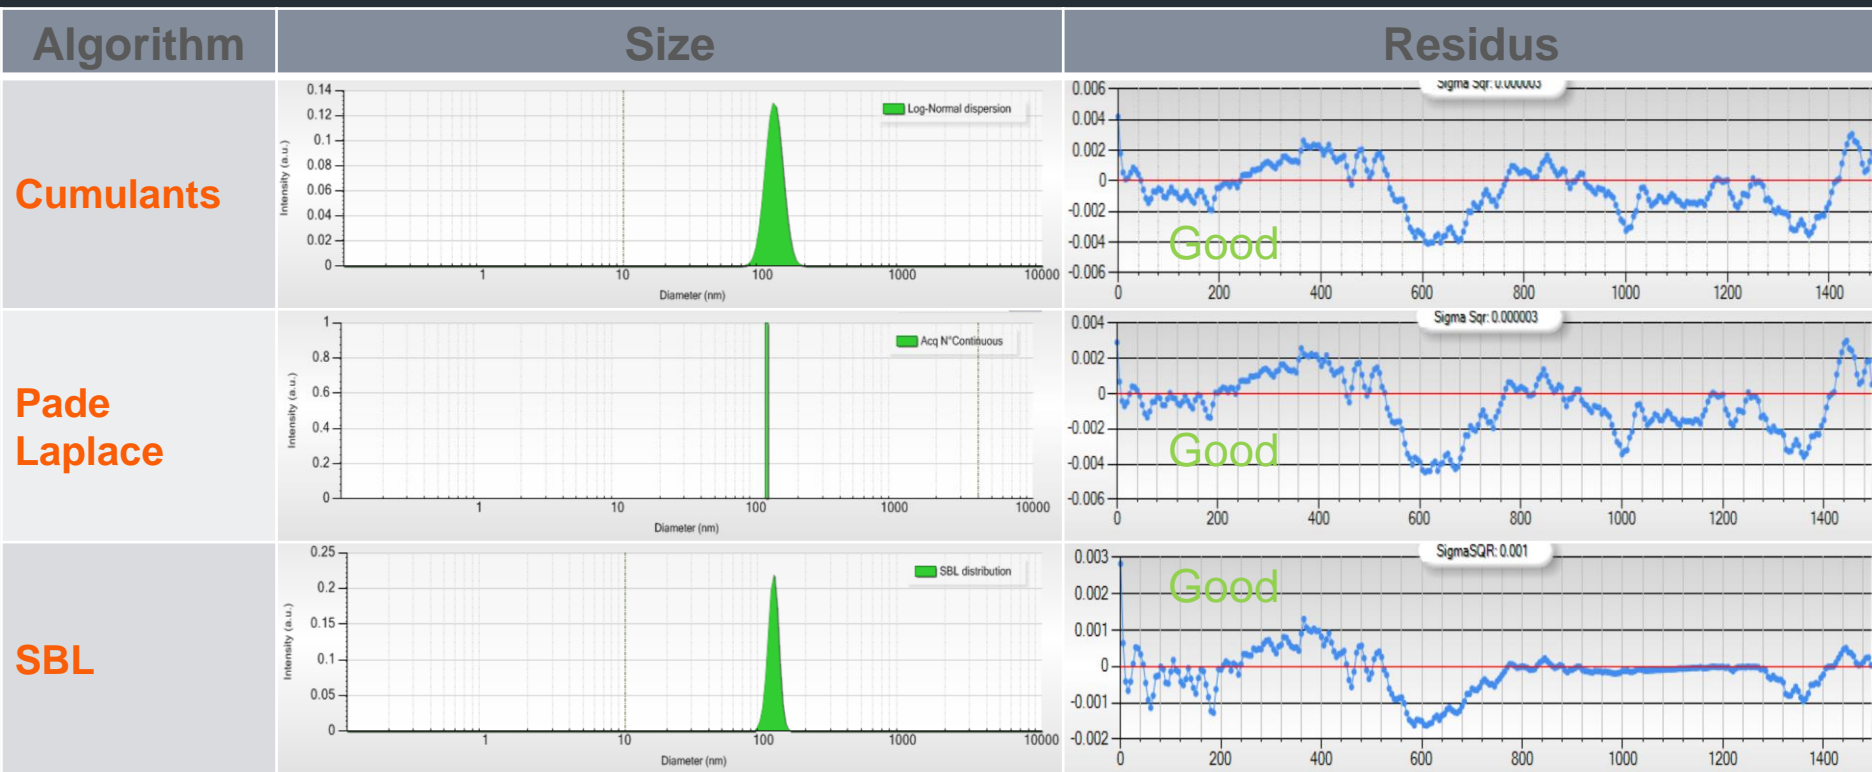 Algorithm Size Residus
Cumulants
0.14
0.12
0.1
0.08
0.06
0.04
0.02
0
Intensity (a.u.)
Log-Normal dispersion
1 10 100 1000 10000
Diameter (nm)
Sigma Sqr: 0.000003
0.006
0.004
0.002
0
-0.002
-0.004
-0.006
Good
0 200 400 600 800 1000 1200 1400
Pade
Laplace
1
0.8
0.6
0.4
0.2
0
Intensity (a.u.)
Acq N°Continuous
1 10 100 1000 10000
Diameter (nm)
Sigma Sqr: 0.000003
0.004
0.002
0
-0.002
-0.004
-0.006
Good
0 200 400 600 800 1000 1200 1400
SBL
0.25
0.2
0.15
0.1
0.05
0
Intensity (a.u.)
SBL distribution
1 10 100 1000 10000
Diameter (nm)
SigmaSQR: 0.001
0.003
0.002
0.001
0
-0.001
-0.002
Good
0 200 400 600 800 1000 1200 1400